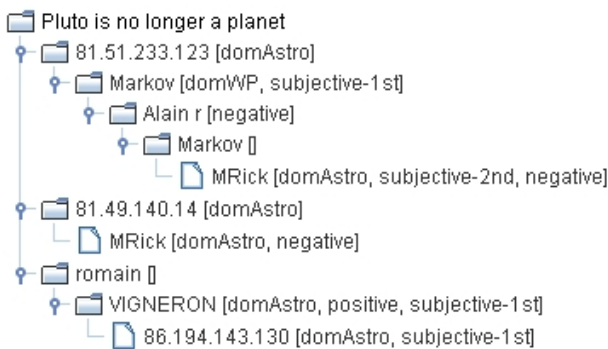 Pluto is no longer a planet
81.51.233.123 [domAstro]
Markov [domWP, subjective-1st]
Alain r [negative]
Markov []
MRick [domAstro, subjective-2nd, negative]
81.49.140.14 [domAstro]
MRick [domAstro, negative]
romain []
VIGNERON [domAstro, positive, subjective-1st]
86.194.143.130 [domAstro, subjective-1st]